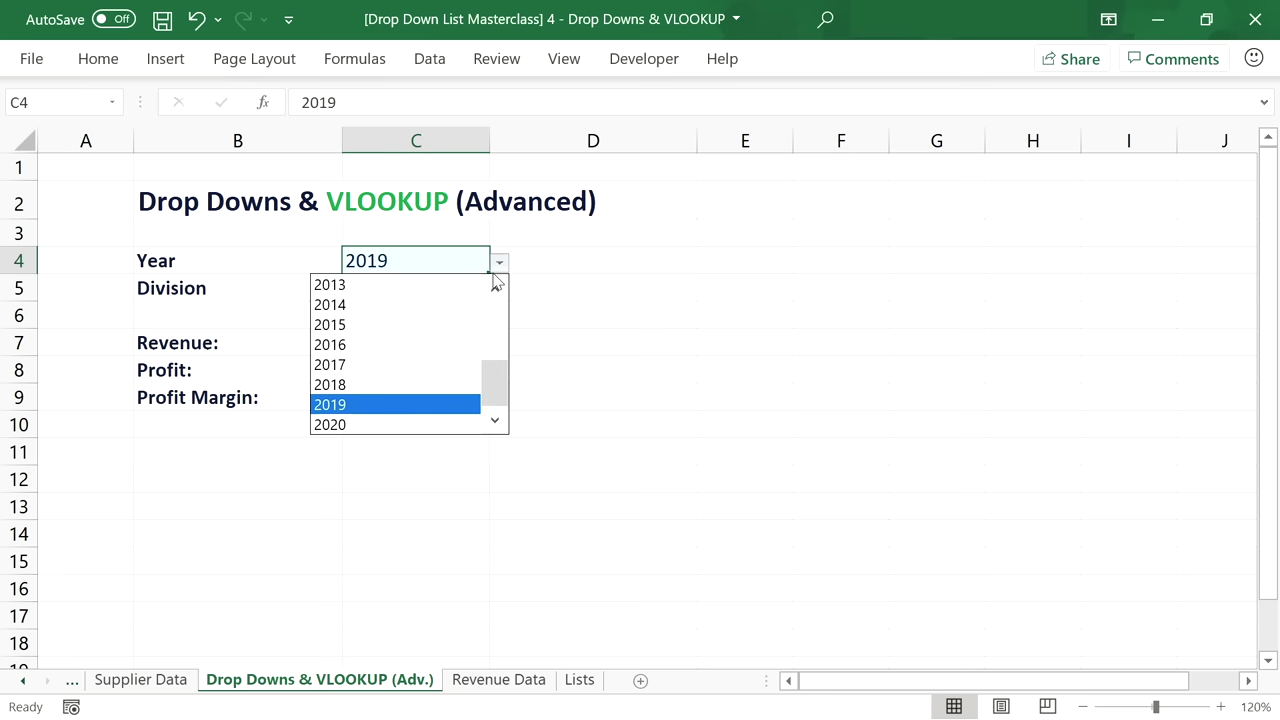 AutoSave Off [Drop Down List Masterclass] 4 - Drop Downs & VLOOKUP
File Home Insert Page Layout Formulas Data Review View Developer Help Share Comments
C4 fx 2019
A B C D E F G H I J
1
2 Drop Downs & VLOOKUP (Advanced)
3
4 Year 2019
5 Division
6
7 Revenue:
8 Profit:
9 Profit Margin:
10
11
12
13
14
15
16
17
18
19
2013
2014
2015
2016
2017
2018
2019
2020
... Supplier Data Drop Downs & VLOOKUP (Adv.) Revenue Data Lists
Ready 120%